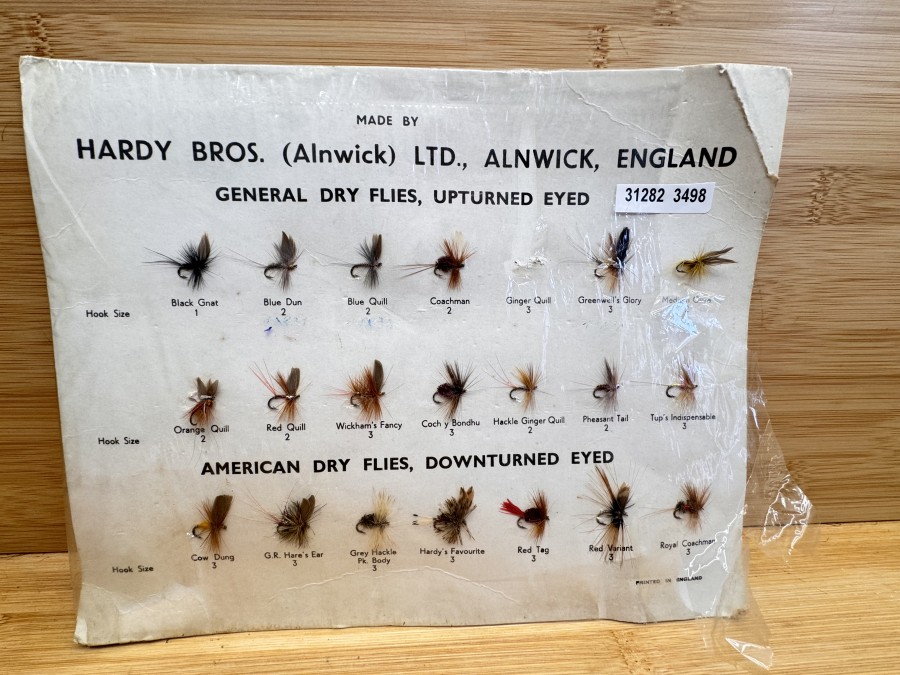 MADE BY
HARDY BROS. (Alnwick) LTD., ALNWICK, ENGLAND
GENERAL DRY FLIES, UPTURNED EYED
31282 3498
Black Gnat Blue Dun Blue Quill Coachman Ginger Quill Greenwell's Glory
Hook Size 1 2 2 2 3 3
Orange Quill Red Quill Wickham's Fancy Coch y Bondhu Hackle Ginger Quill Pheasant Tail Tup's Indispensable
Hook Size 2 2 3 3 2 2 3
AMERICAN DRY FLIES, DOWNTURNED EYED
Cow Dung G.R. Hare's Ear Grey Hackle Hardy's Favourite Red Tag Red Variant Royal Coachman
Pk. Body
Hook Size 3 3 3 3 3 3 3
PRINTED IN ENGLAND